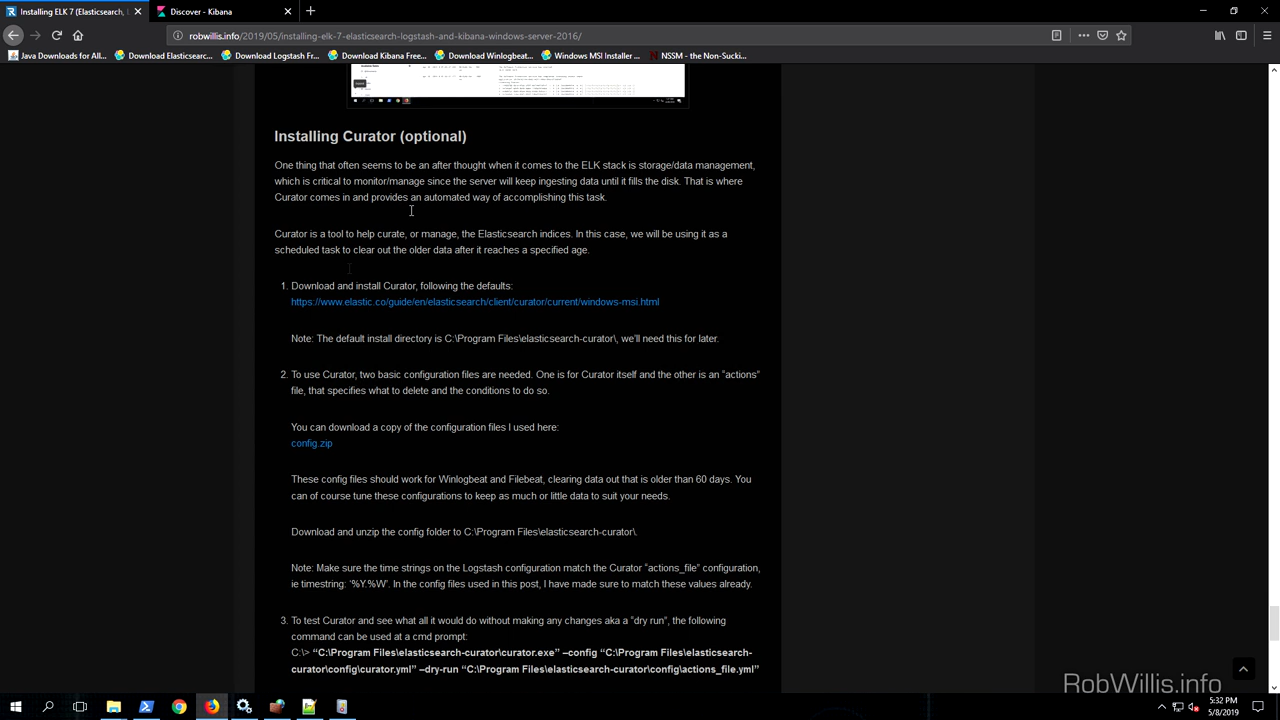 Installing ELK 7 (Elasticsearch, L
Discover - Kibana
robwillis.info/2019/05/installing-elk-7-elasticsearch-logstash-and-kibana-windows-server-2016/
Java Downloads for All...
Download Elasticsearc...
Download Logstash Fr...
Download Kibana Free...
Download Winlogbeat...
Windows MSI Installer ...
NSSM - the Non-Sucki...
Installing Curator (optional)
One thing that often seems to be an after thought when it comes to the ELK stack is storage/data management,
which is critical to monitor/manage since the server will keep ingesting data until it fills the disk. That is where
Curator comes in and provides an automated way of accomplishing this task.
Curator is a tool to help curate, or manage, the Elasticsearch indices. In this case, we will be using it as a
scheduled task to clear out the older data after it reaches a specified age.
1. Download and install Curator, following the defaults:
https://www.elastic.co/guide/en/elasticsearch/client/curator/current/windows-msi.html
Note: The default install directory is C:\Program Files\elasticsearch-curator\, we'll need this for later.
2. To use Curator, two basic configuration files are needed. One is for Curator itself and the other is an “actions”
file, that specifies what to delete and the conditions to do so.
You can download a copy of the configuration files I used here:
config.zip
These config files should work for Winlogbeat and Filebeat, clearing data out that is older than 60 days. You
can of course tune these configurations to keep as much or little data to suit your needs.
Download and unzip the config folder to C:\Program Files\elasticsearch-curator\.
Note: Make sure the time strings on the Logstash configuration match the Curator “actions_file” configuration,
ie timestring: ‘%Y.%W’. In the config files used in this post, I have made sure to match these values already.
3. To test Curator and see what all it would do without making any changes aka a “dry run”, the following
command can be used at a cmd prompt:
C:\> “C:\Program Files\elasticsearch-curator\curator.exe” –config “C:\Program Files\elasticsearch-
curator\config\curator.yml” –dry-run “C:\Program Files\elasticsearch-curator\config\actions_file.yml”
RobWillis.info
5:32 PM
5/8/2019